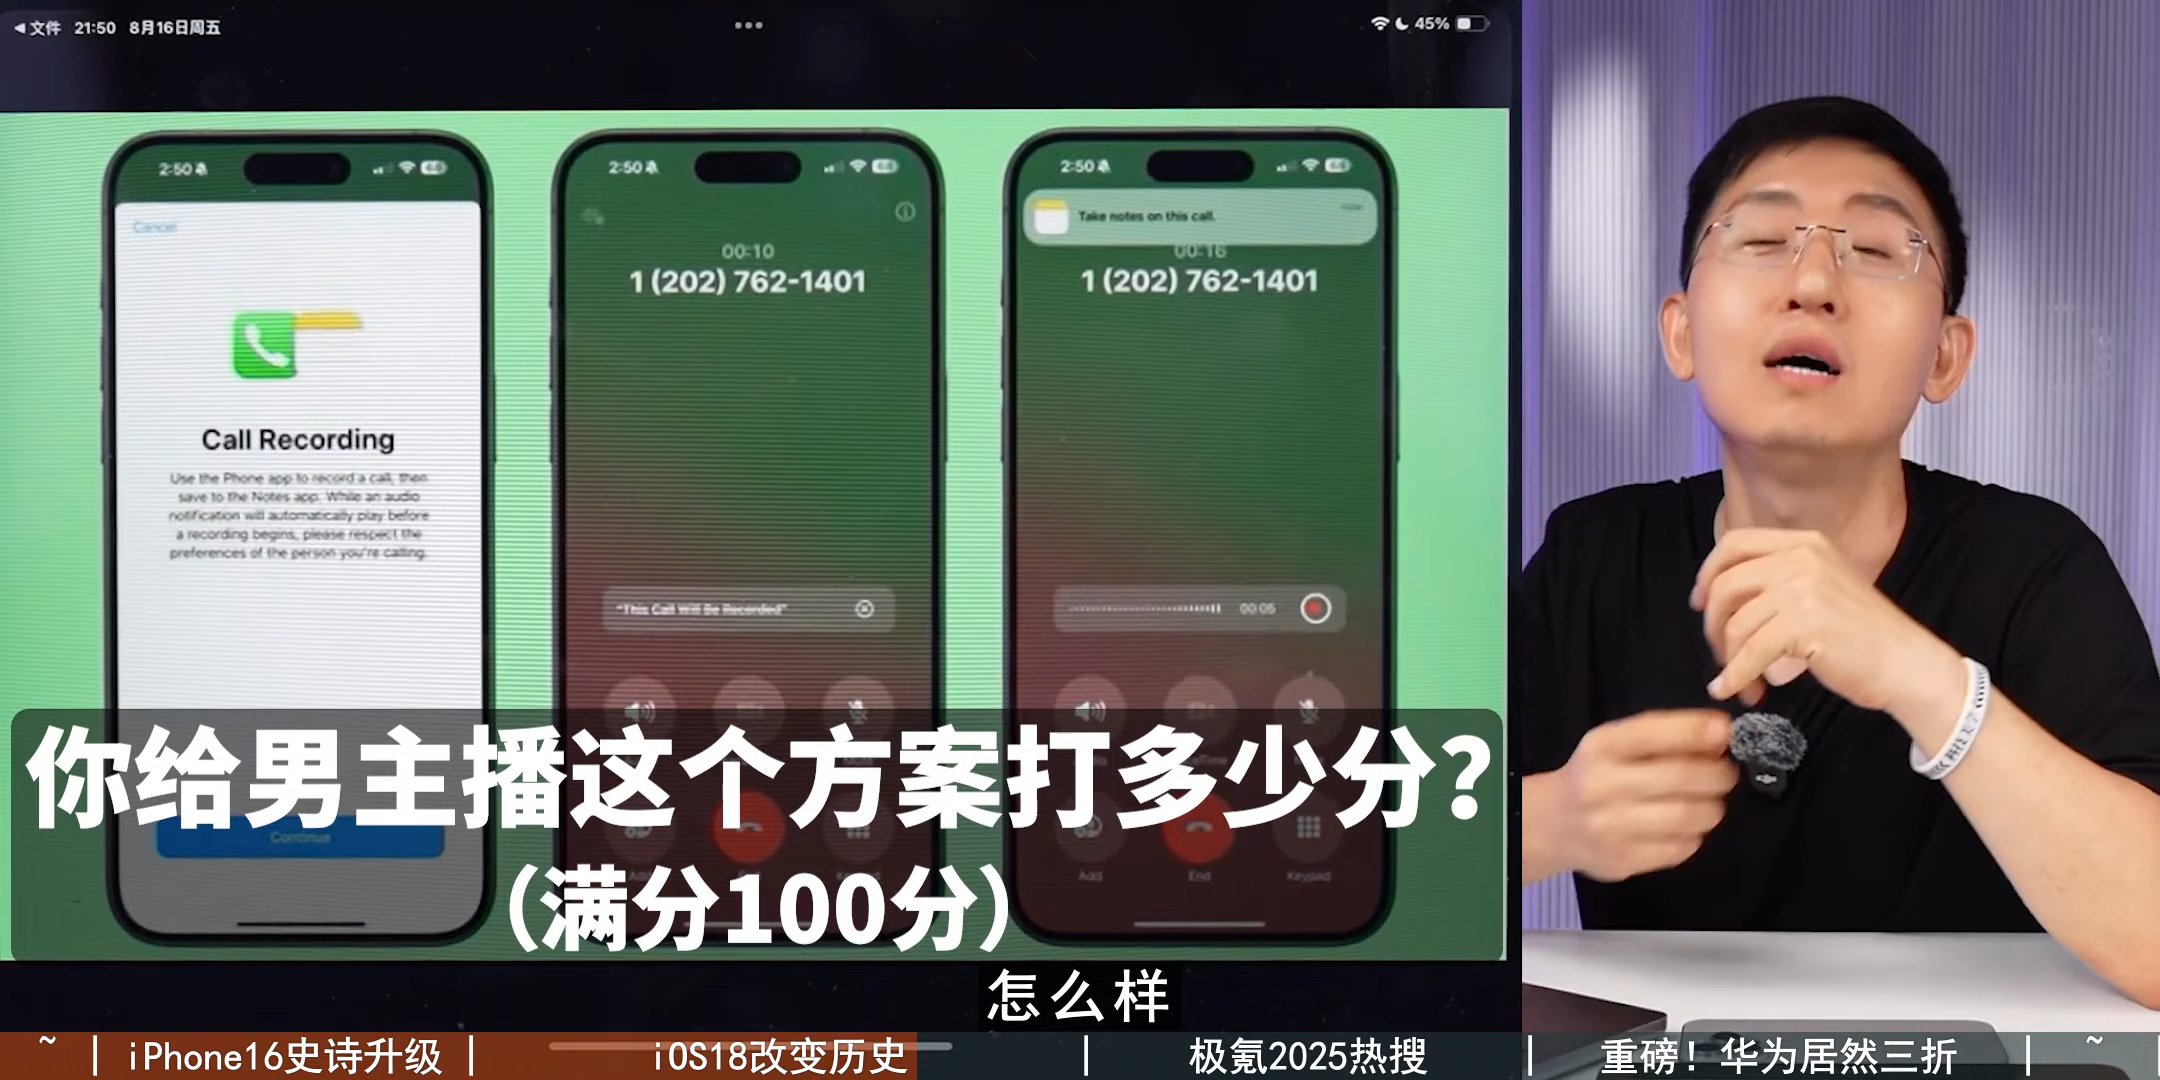 文件 21:50 8月16日周五
45%
2:50
Cancel
Call Recording
Use the Phone app to record a call, then
save to the Notes app. While an audio
notification will automatically play before
a recording begins, please respect the
preferences of the person you're calling.
Continue
2:50
00:10
1 (202) 762-1401
"This Call Will Be Recorded"
End
2:50
Take notes on this call.
00:16
1 (202) 762-1401
00:05
Add
End
Keypad
你给男主播这个方案打多少分？
（满分100分）
怎么样
~ | iPhone16史诗升级 | iOS18改变历史 | 极氪2025热搜 | 重磅！华为居然三折 | ~ |